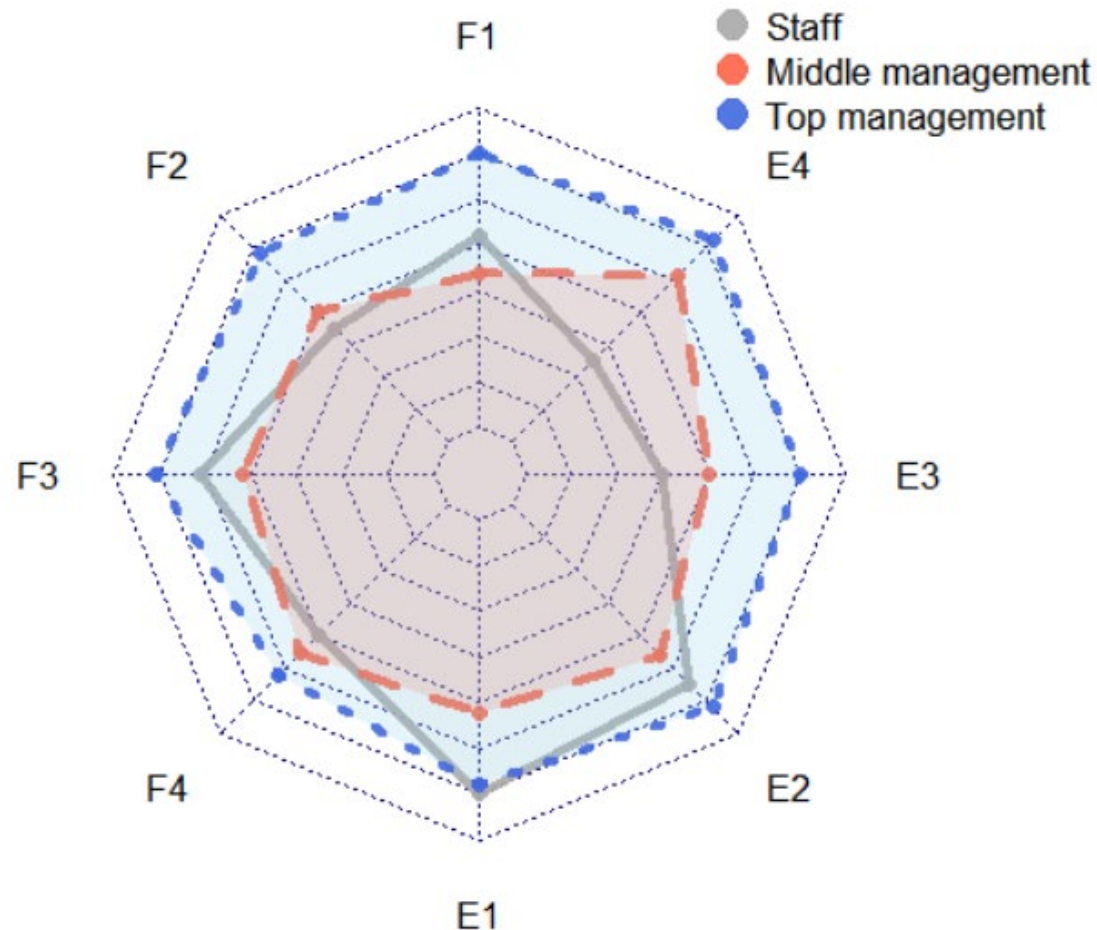 F1
Staff
Middle management
Top management
F2
E4
F3
E3
F4
E2
E1